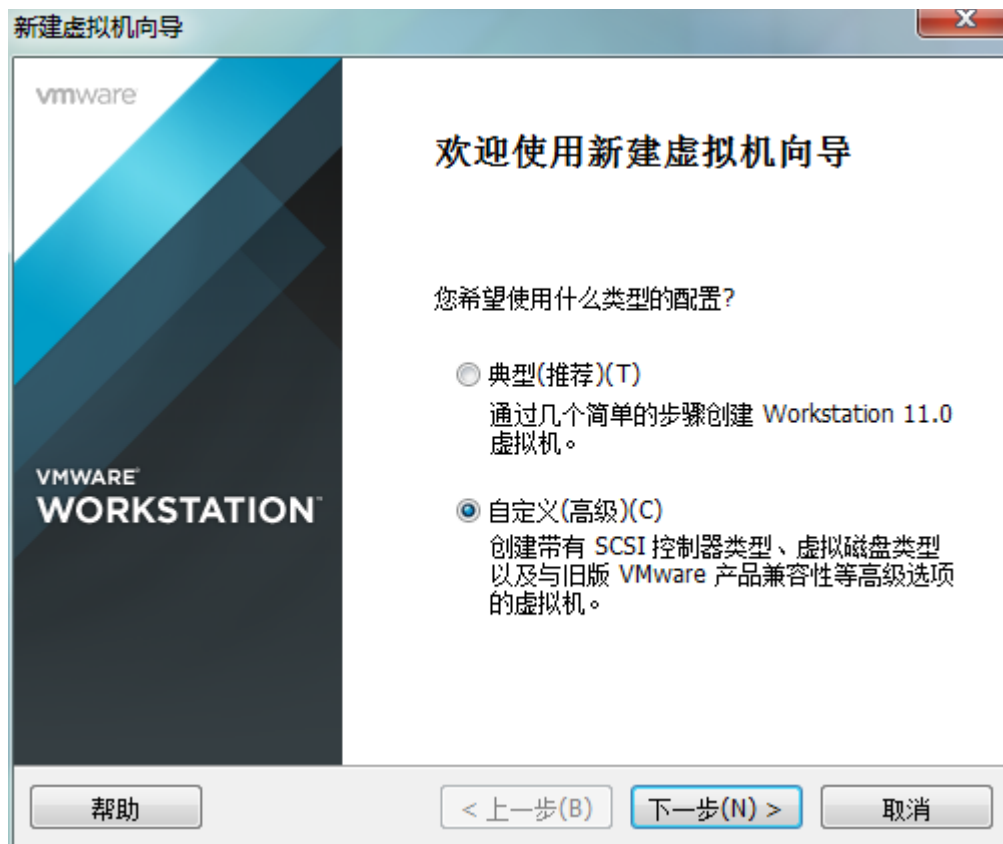 新建虚拟机向导
X
vmware
欢迎使用新建虚拟机向导
您希望使用什么类型的配置?
典型(推荐)(T)
通过几个简单的步骤创建 Workstation 11.0
虚拟机。
VMWARE
WORKSTATION™
自定义(高级)(C)
创建带有 SCSI 控制器类型、虚拟磁盘类型
以及与旧版 VMware 产品兼容性等高级选项
的虚拟机。
帮助
< 上一步(B)
下一步(N) >
取消